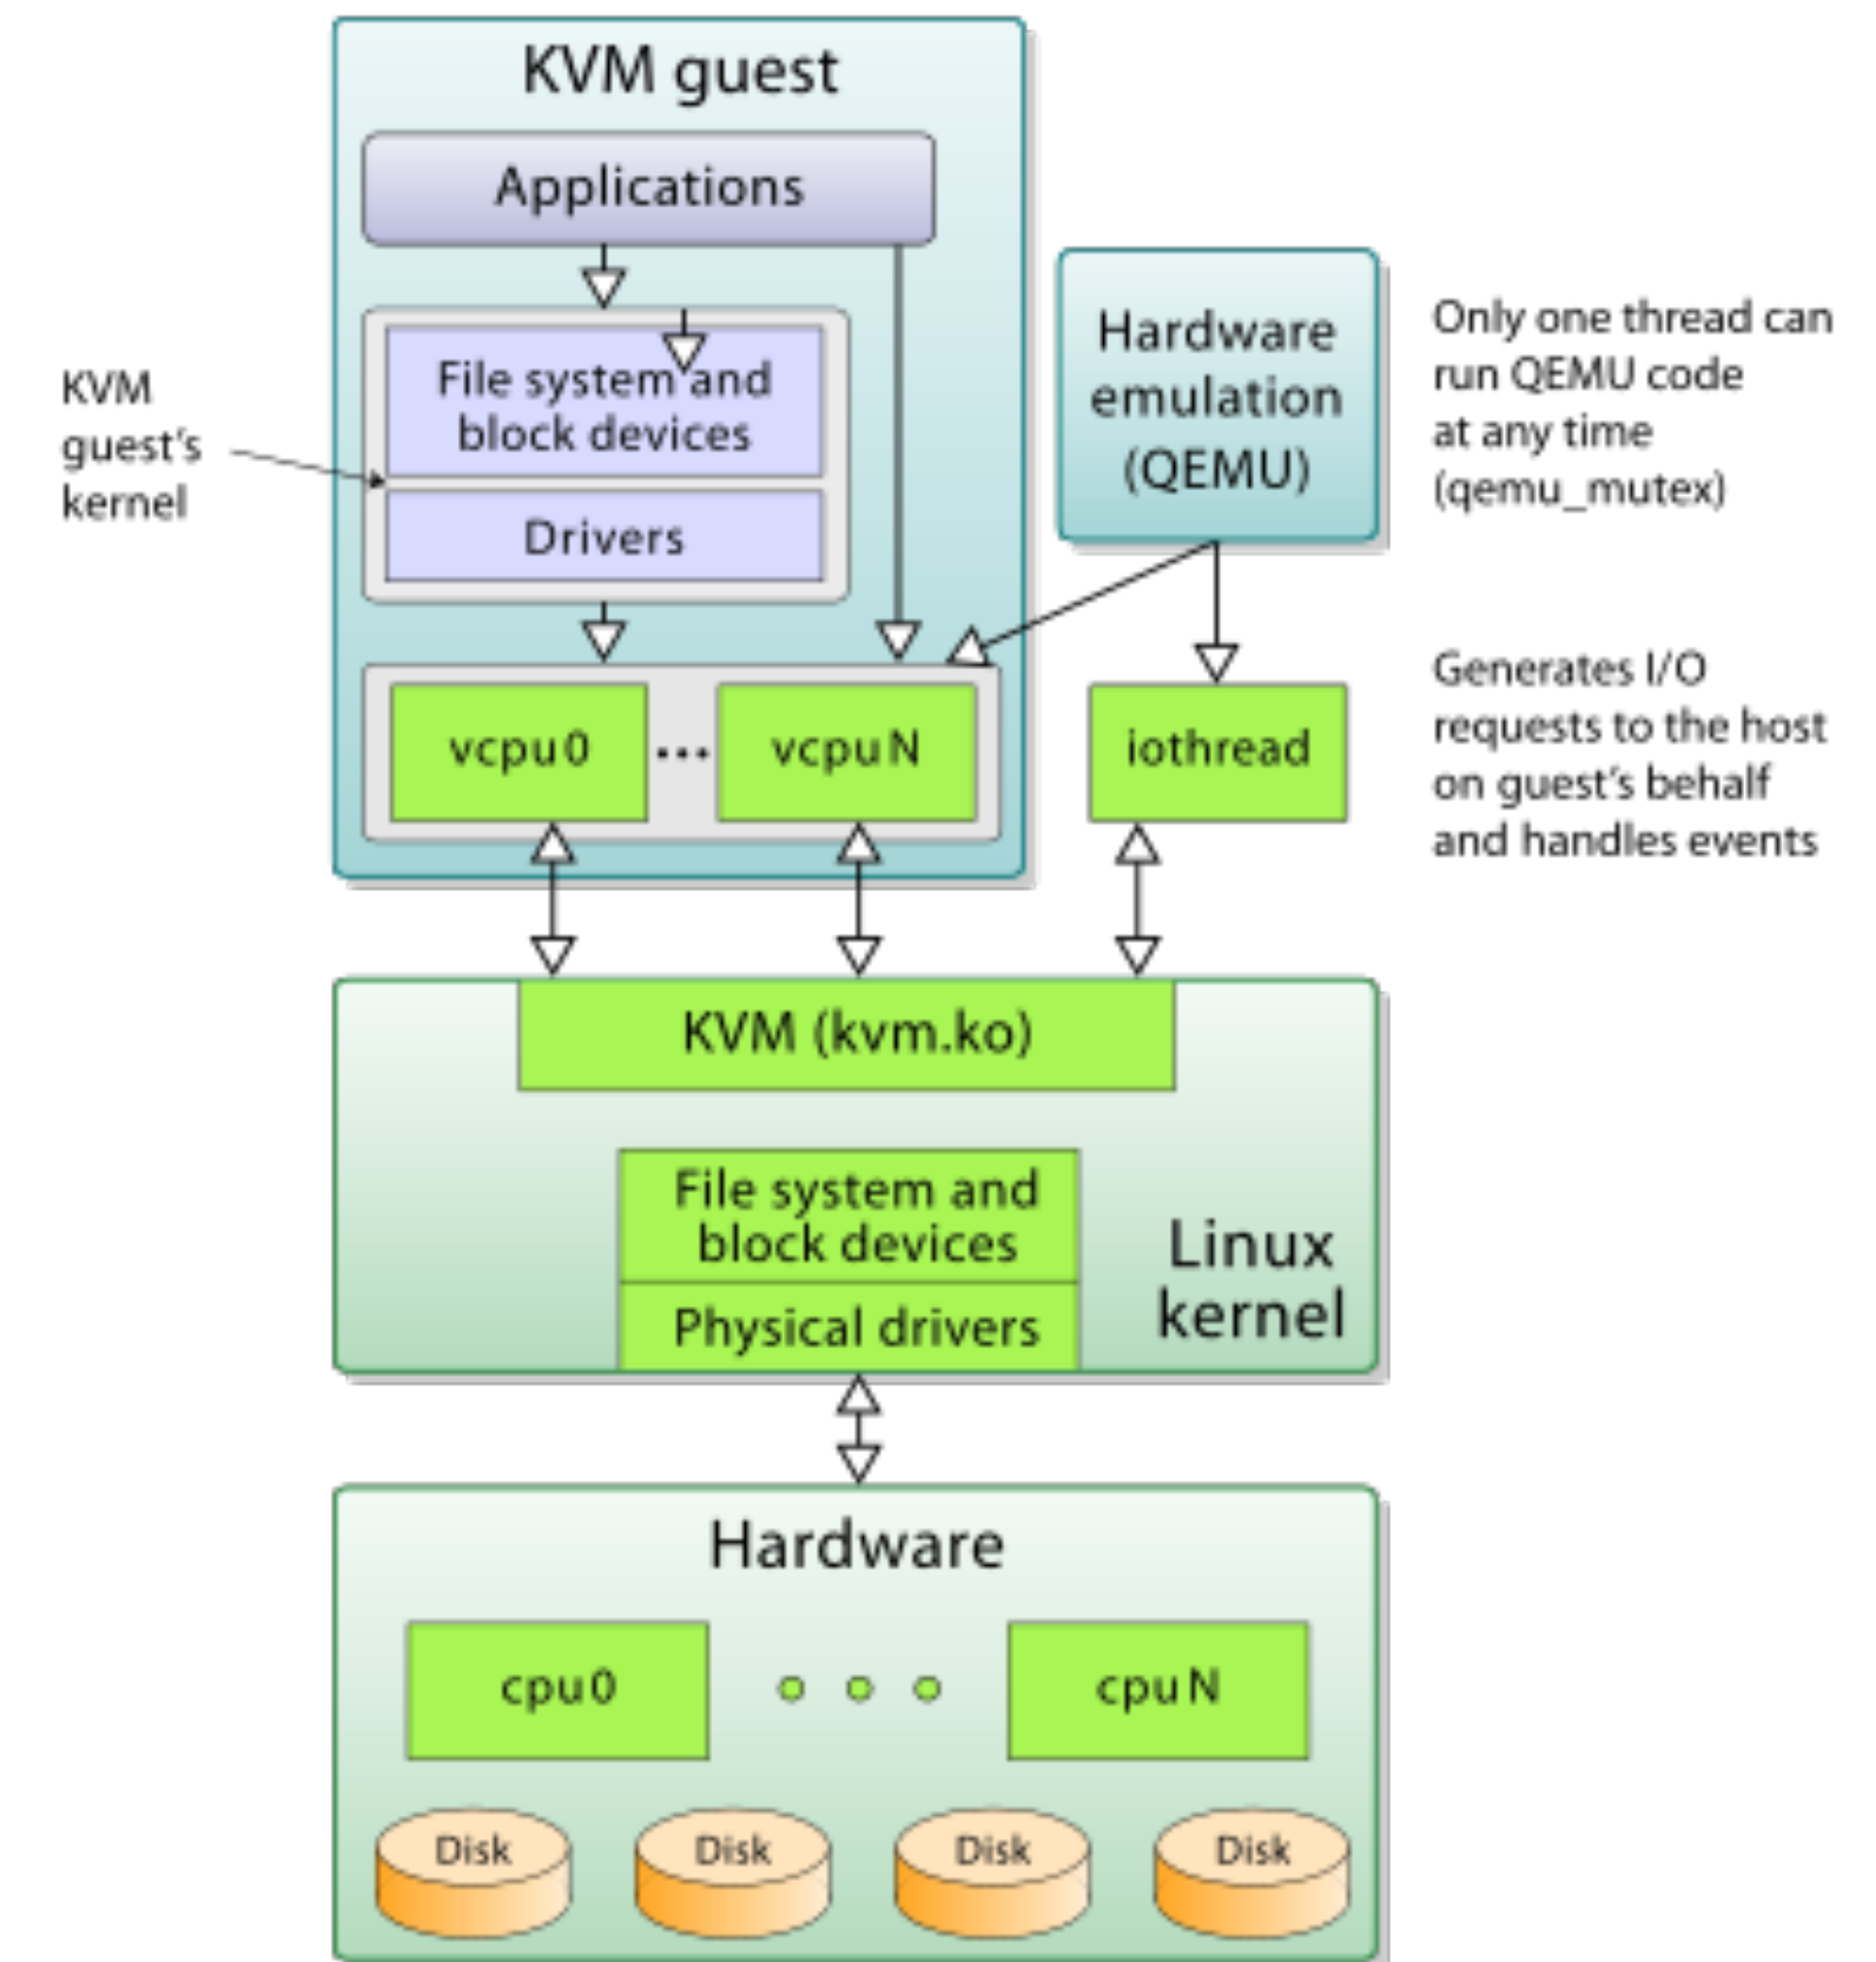 KVM guest
Applications
File system and
block devices
Drivers
KVM
guest's
kernel
Hardware
emulation
(QEMU)
Only one thread can
run QEMU code
at any time
(qemu_mutex)
vcpu0
...
vcpuN
iothread
Generates I/O
requests to the host
on guest's behalf
and handles events
KVM (kvm.ko)
File system and
block devices
Physical drivers
Linux
kernel
Hardware
cpu0
cpuN
Disk
Disk
Disk
Disk